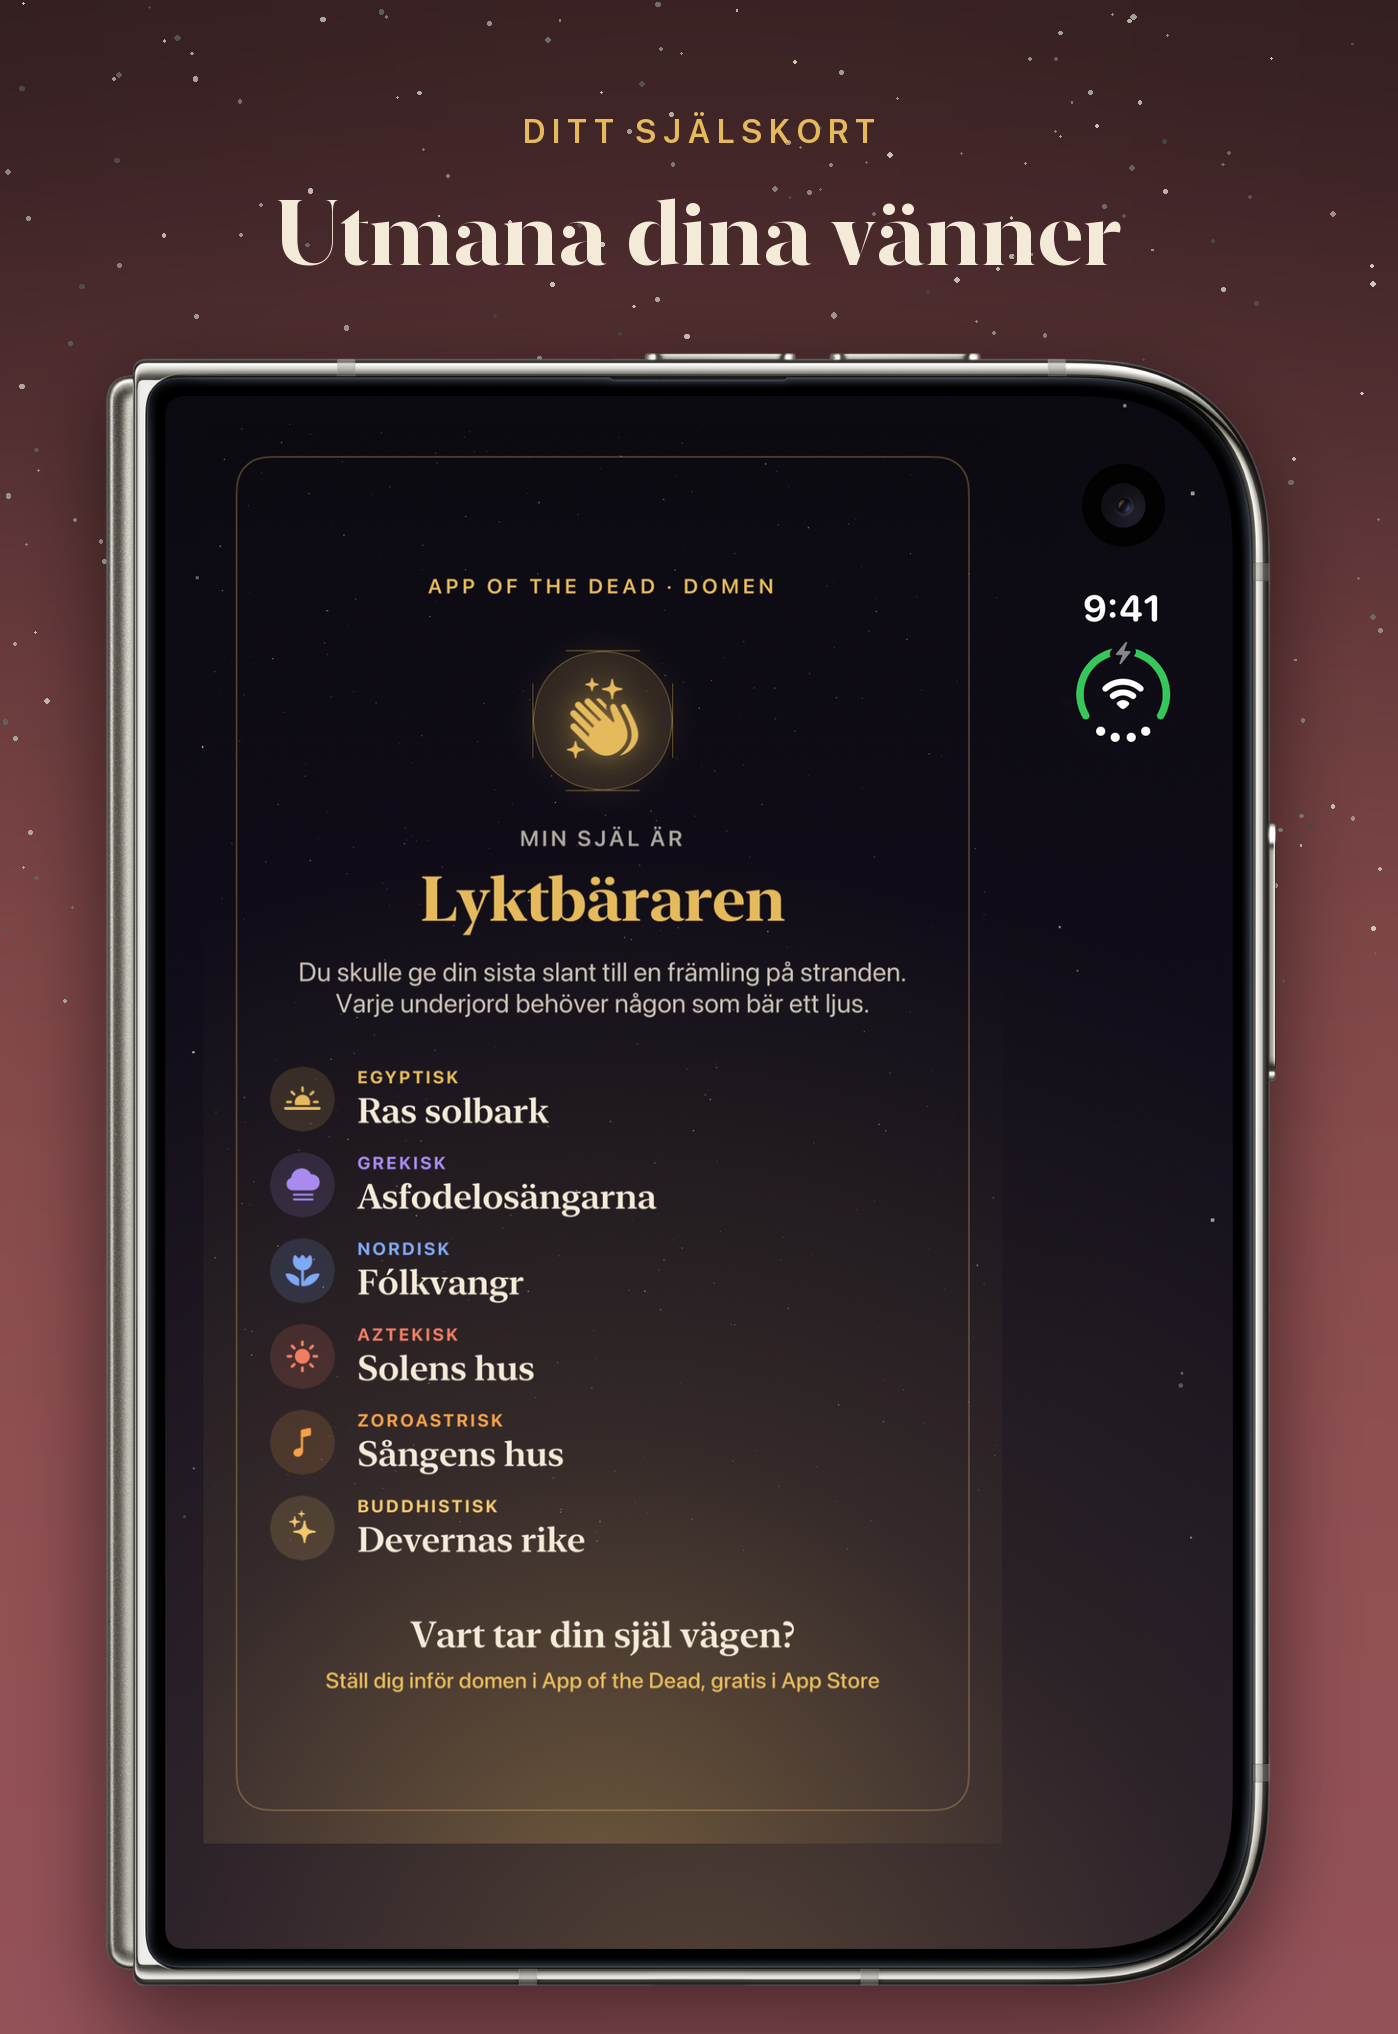 DITT SJÄLSKORT
Utmana dina vänner
APP OF THE DEAD · DOMEN
9:41
MIN SJÄL ÄR
Lyktbäraren
Du skulle ge din sista slant till en främling på stranden.
Varje underjord behöver någon som bär ett ljus.
EGYPTISK
Ras solbark
GREKISK
Asfodelosängarna
NORDISK
Fólkvangr
AZTEKISK
Solens hus
ZOROASTRISK
Sångens hus
BUDDHISTISK
Devernas rike
Vart tar din själ vägen?
Ställ dig inför domen i App of the Dead, gratis i App Store